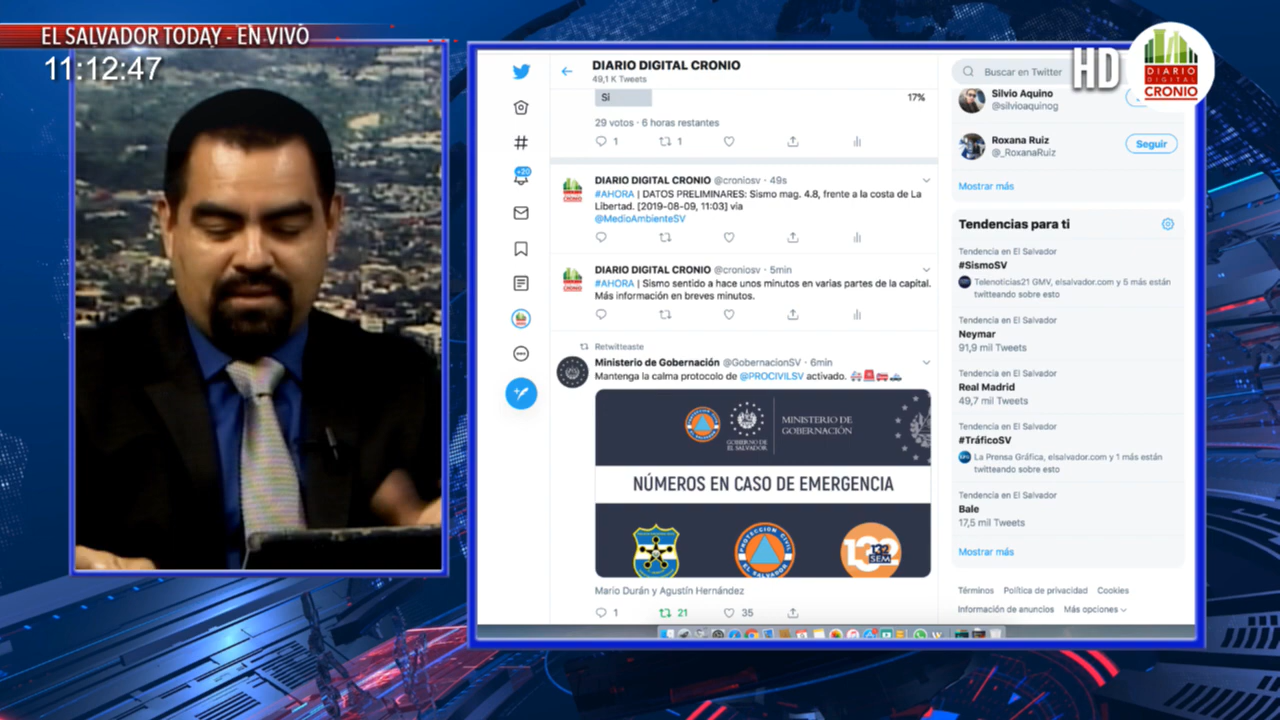 EL SALVADOR TODAY - EN VIVO
11:12:47
HD
DIARIO
DIGITAL
CRONIO
DIARIO DIGITAL CRONIO
49,1 K Tweets
Si
17%
29 votos · 6 horas restantes
1
1
DIARIO DIGITAL CRONIO @croniosv · 49s
#AHORA | DATOS PRELIMINARES: Sismo mag. 4.8, frente a la costa de La
Libertad. [2019-08-09, 11:03] via
@MedioAmbienteSV
DIARIO DIGITAL CRONIO @croniosv · 5min
#AHORA | Sismo sentido a hace unos minutos en varias partes de la capital.
Más información en breves minutos.
Retwitteaste
Ministerio de Gobernación @GobernacionSV · 6min
Mantenga la calma protocolo de @PROCIVILSV activado.
GOBIERNO DE
EL SALVADOR
MINISTERIO DE
GOBERNACIÓN
NÚMEROS EN CASO DE EMERGENCIA
PROTECCIÓN CIVIL
EL SALVADOR
132
132
SEM
Mario Durán y Agustín Hernández
1
21
35
+20
Buscar en Twitter
Silvio Aquino
@silvioaquinog
Roxana Ruiz
@_RoxanaRuiz
Seguir
Mostrar más
Tendencias para ti
Tendencia en El Salvador
#SismoSV
Telenoticias21 GMV, elsalvador.com y 5 más están
twitteando sobre esto
Tendencia en El Salvador
Neymar
91,9 mil Tweets
Tendencia en El Salvador
Real Madrid
49,7 mil Tweets
Tendencia en El Salvador
#TráficoSV
La Prensa Gráfica, elsalvador.com y 1 más están
twitteando sobre esto
Tendencia en El Salvador
Bale
17,5 mil Tweets
Mostrar más
Términos Política de privacidad Cookies
Información de anuncios Más opciones